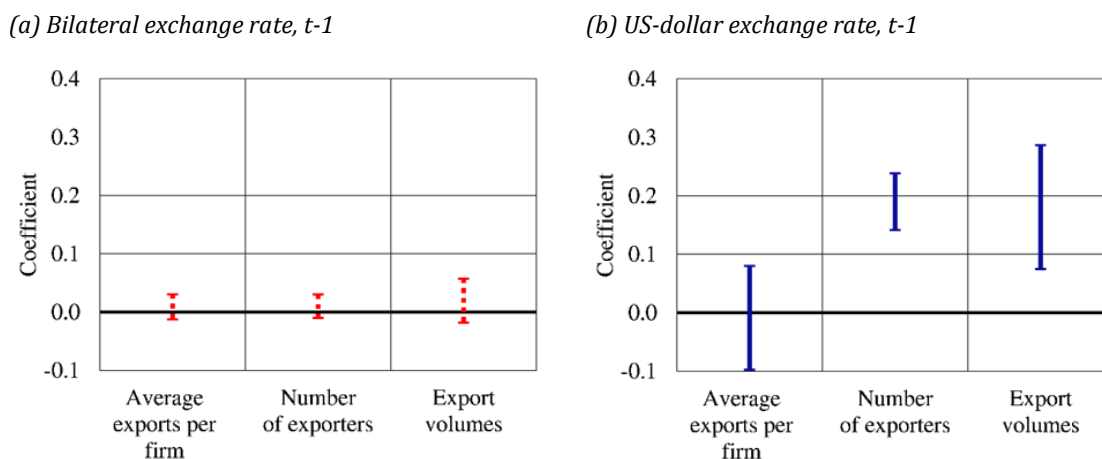 (a) Bilateral exchange rate, t-1
0.4
0.3
0.2
0.1
0.0
-0.1
Coefficient
Average
exports per
firm
Number
of exporters
Export
volumes
(b) US-dollar exchange rate, t-1
0.4
0.3
0.2
0.1
0.0
-0.1
Coefficient
Average
exports per
firm
Number
of exporters
Export
volumes